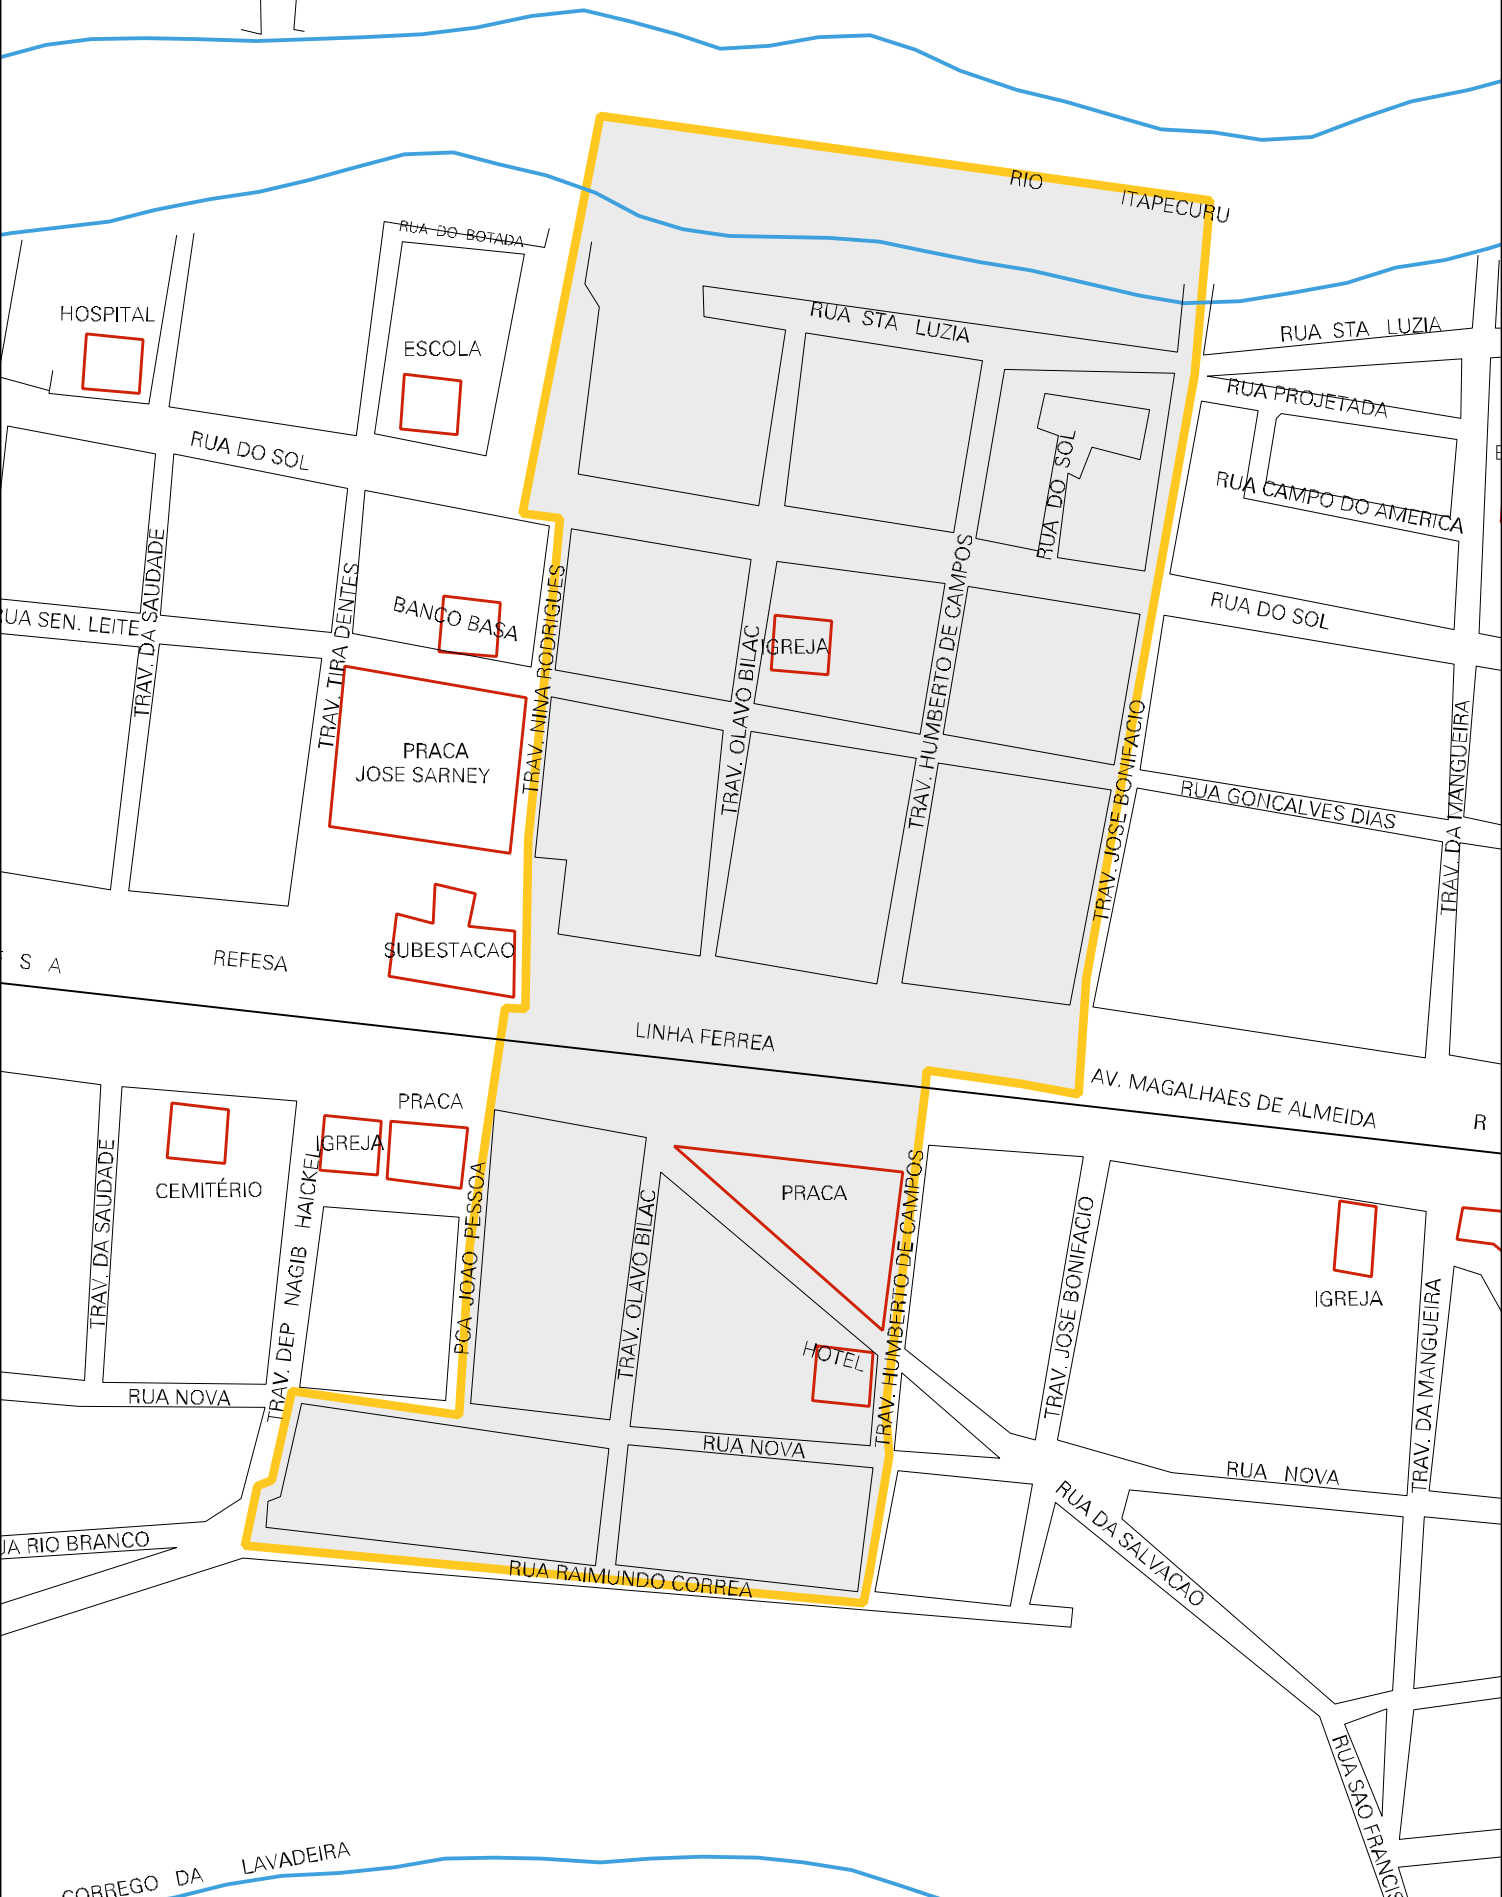 RIO ITAPECURU
RUA DO BOTADA
HOSPITAL
ESCOLA
RUA STA LUZIA
RUA STA LUZIA
RUA PROJETADA
RUA DO SOL
RUA DO SOL
RUA CAMPO DO AMERICA
TRAV. DA SAUDADE
TRAV. TIRA DENTES
TRAV. NINA RODRIGUES
BANCO BASA
RUA DO SOL
SEN. LEITE
IGREJA
TRAV. OLAVO BILAC
TRAV. HUMBERTO DE CAMPOS
TRAV. JOSE BONIFACIO
TRAV. DA MANGUEIRA
PRACA
JOSE SARNEY
RUA GONCALVES DIAS
SUBESTACAO
S A
REFESA
LINHA FERREA
AV. MAGALHAES DE ALMEIDA
R
PRACA
IGREJA
CEMITÉRIO
PRACA
TRAV. DA SAUDADE
TRAV. DEP NAGIB HAICKEL
PCA JOAO PESSOA
TRAV. OLAVO BILAC
TRAV. HUMBERTO DE CAMPOS
TRAV. JOSE BONIFACIO
IGREJA
TRAV. DA MANGUEIRA
HOTEL
RUA NOVA
RUA NOVA
RUA NOVA
RUA DA SALVACAO
RIO BRANCO
RUA RAIMUNDO CORREA
RUA SAO FRANCIS
CORREGO DA LAVADEIRA